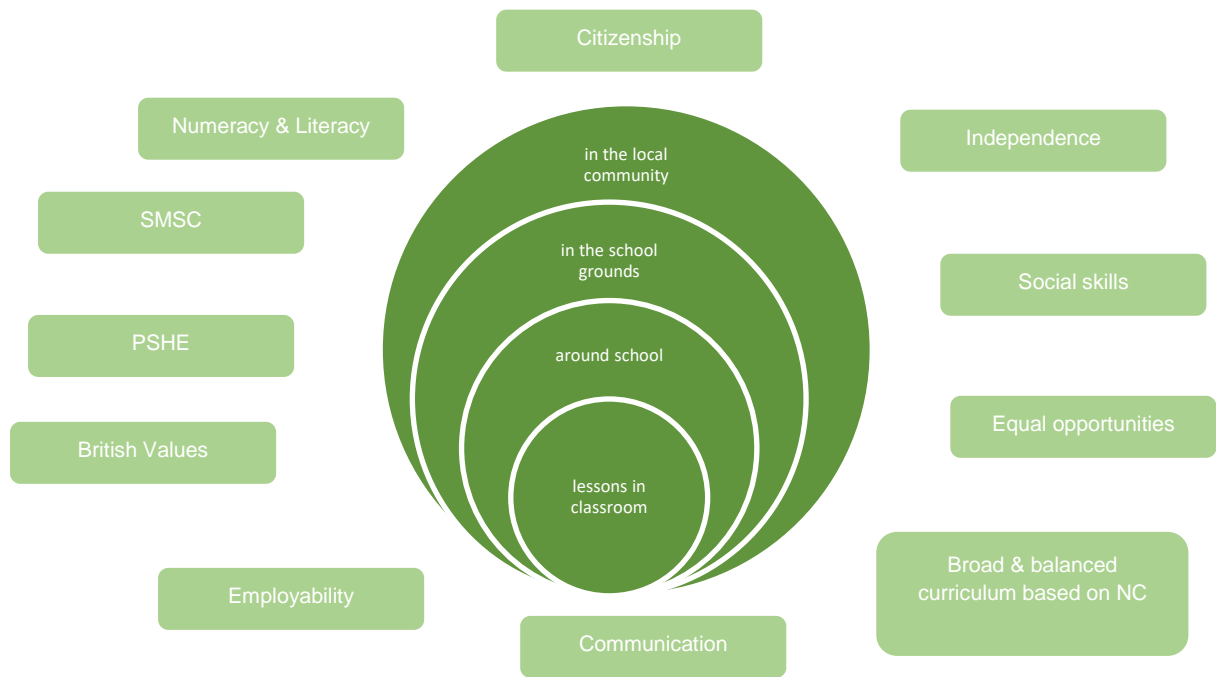 Citizenship
Numeracy & Literacy
Independence
in the local
community
SMSC
in the school
grounds
Social skills
PSHE
around school
Equal opportunities
British Values
lessons in
classroom
Broad & balanced
curriculum based on NC
Employability
Communication